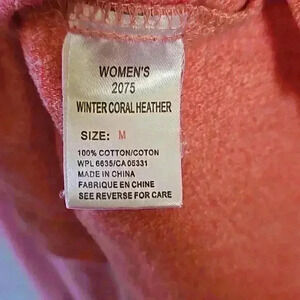 WOMEN'S
2075
WINTER CORAL HEATHER
SIZE: M
100% COTTON/COTON
WPL 6635/CA 05331
MADE IN CHINA
FABRIQUE EN CHINE
SEE REVERSE FOR CARE